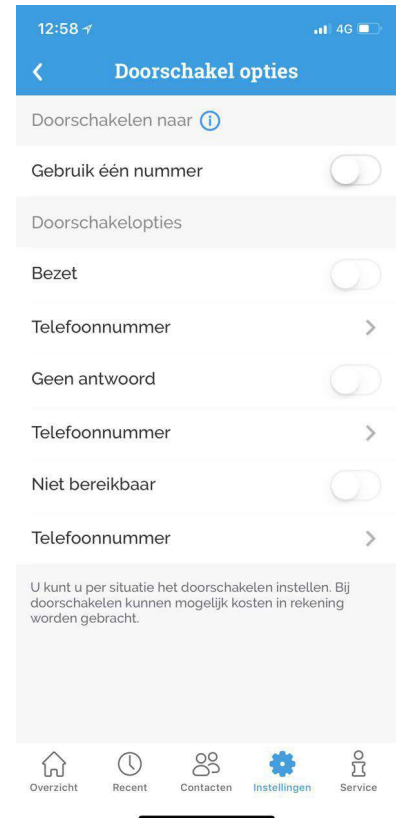 12:58 4G
Doorschakel opties
Doorschakelen naar
Gebruik één nummer
Doorschakelopties
Bezet
Telefoonnummer
Geen antwoord
Telefoonnummer
Niet bereikbaar
Telefoonnummer
U kunt u per situatie het doorschakelen instellen. Bij
doorschakelen kunnen mogelijk kosten in rekening
worden gebracht.
Overzicht Recent Contacten Instellingen Service